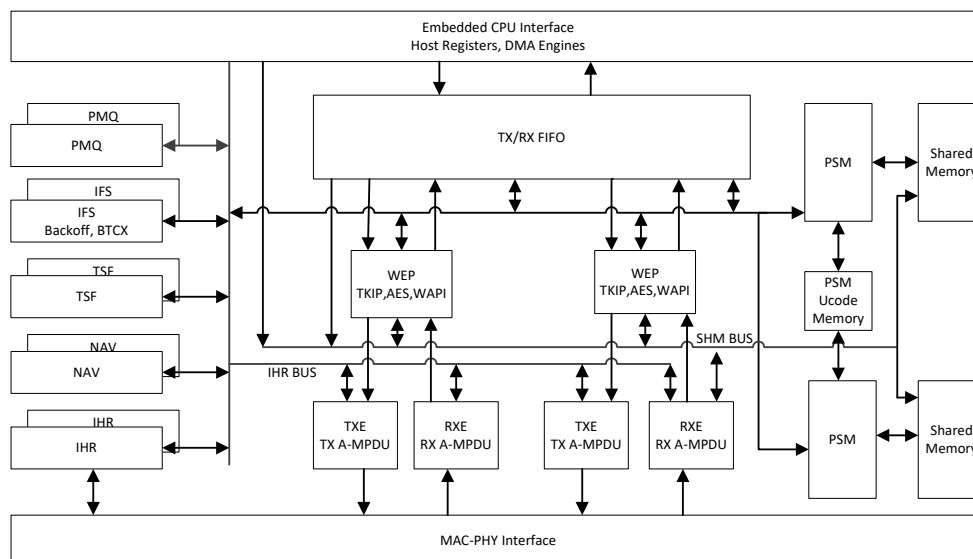 Embedded CPU Interface
Host Registers, DMA Engines
PMQ
PMQ
TX/RX FIFO
PSM
Shared
Memory
IFS
IFS
Backoff, BTCX
WEP
TKIP,AES,WAPI
WEP
TKIP,AES,WAPI
TSF
TSF
PSM
Ucode
Memory
SHM BUS
NAV
NAV
IHR BUS
IHR
IHR
TXE
TX A-MPDU
RXE
RX A-MPDU
TXE
TX A-MPDU
RXE
RX A-MPDU
PSM
Shared
Memory
MAC-PHY Interface